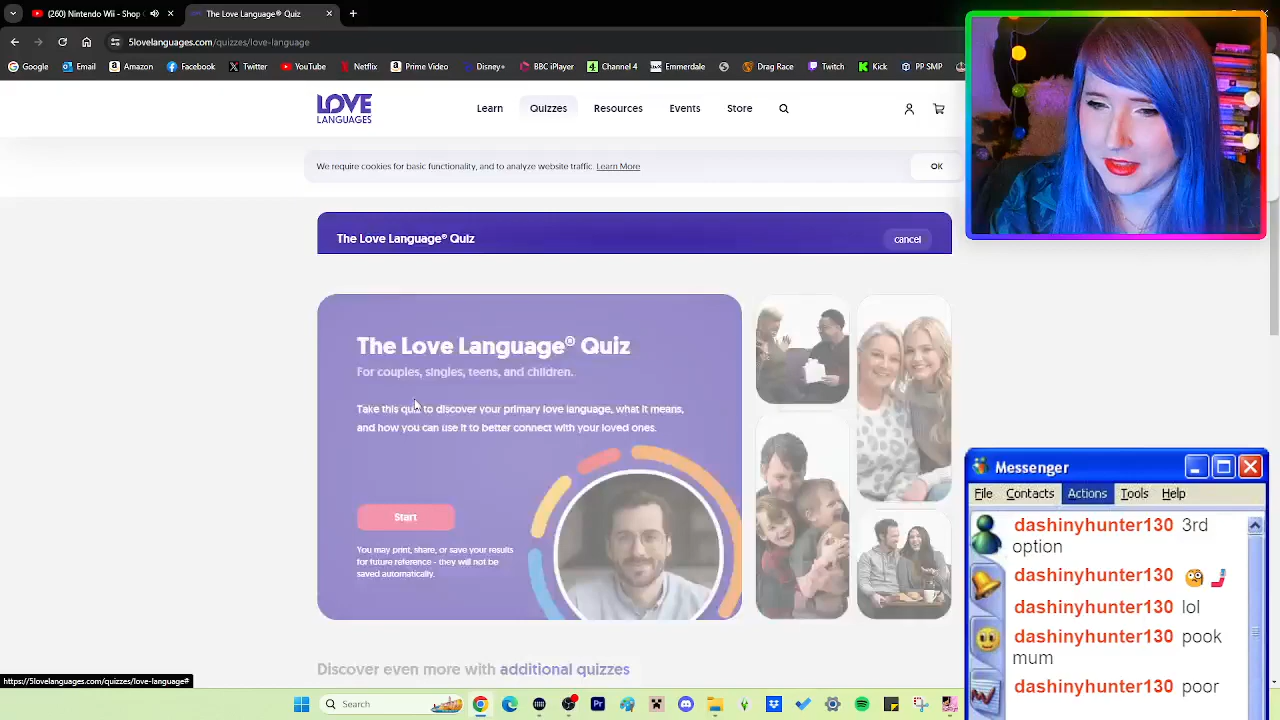 (260) Nintendo Wii - Shop
The Love Language® Quiz
5lovelanguages.com/quizzes/love-language
Google Email Amazon Facebook Twitter YouTu Netflix Prime Video Disney+ Channel 4 Emmerdale Drag Race Twitch Kick PP SMP
LOVE
LANGUAGES
Learn Quizzes Resources Events Store
We require cookies for basic functionality, and to analyze website traffic. Learn More
OK
The Love Language® Quiz
cancel
The Love Language® Quiz
For couples, singles, teens, and children.
Take this quiz to discover your primary love language, what it means,
and how you can use it to better connect with your loved ones.
Start
You may print, share, or save your results
for future reference - they will not be
saved automatically.
Discover even more with additional quizzes
https://5lovelanguages.com/quizzes/love-language#
Search
Messenger
File Contacts Actions Tools Help
dashinyhunter130 3rd
option
dashinyhunter130
dashinyhunter130 lol
dashinyhunter130 pook
mum
dashinyhunter130 poor